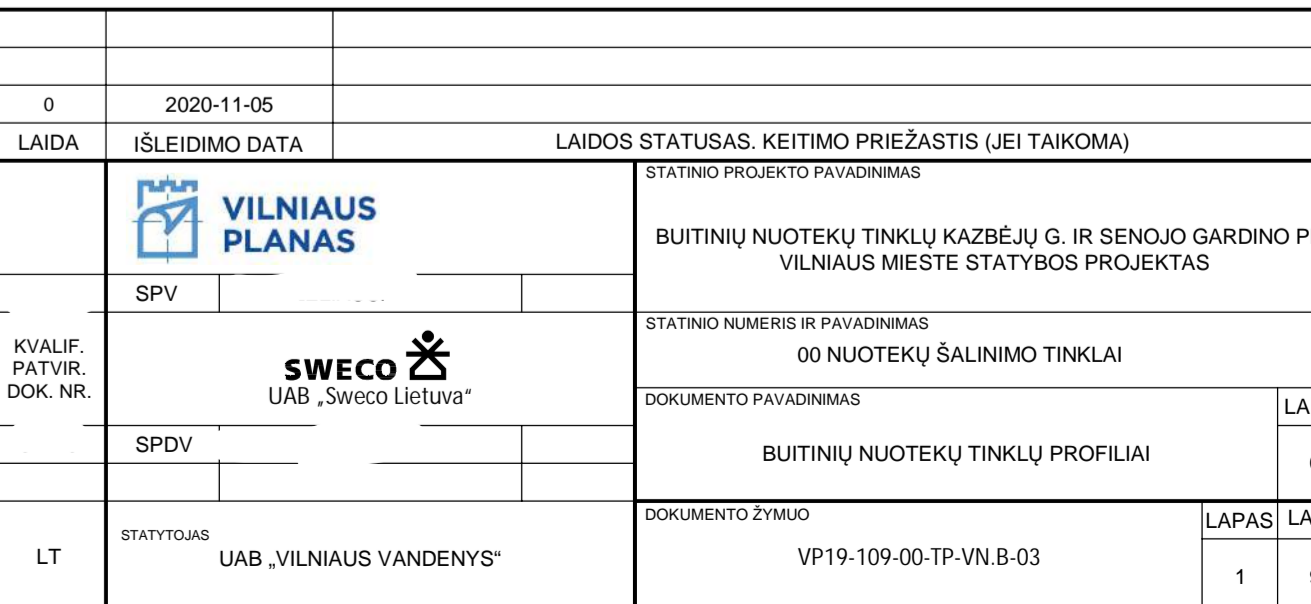 0 2020-11-05
LAIDA IŠLEIDIMO DATA LAIDOS STATUSAS. KEITIMO PRIEŽASTIS (JEI TAIKOMA)
VILNIAUS
PLANAS
STATINIO PROJEKTO PAVADINIMAS
BUITINIŲ NUOTEKŲ TINKLŲ KAZBĖJŲ G. IR SENOJO GARDINO
VILNIAUS MIESTE STATYBOS PROJEKTAS
SPV
KVALIF.
PATVIR.
DOK. NR.
SWECO
UAB „Sweco Lietuva“
STATINIO NUMERIS IR PAVADINIMAS
00 NUOTEKŲ ŠALINIMO TINKLAI
DOKUMENTO PAVADINIMAS
SPDV
BUITINIŲ NUOTEKŲ TINKLŲ PROFILIAI
LT
STATYTOJAS
UAB „VILNIAUS VANDENYS“
DOKUMENTO ŽYMUO
VP19-109-00-TP-VN.B-03
LAPAS
1